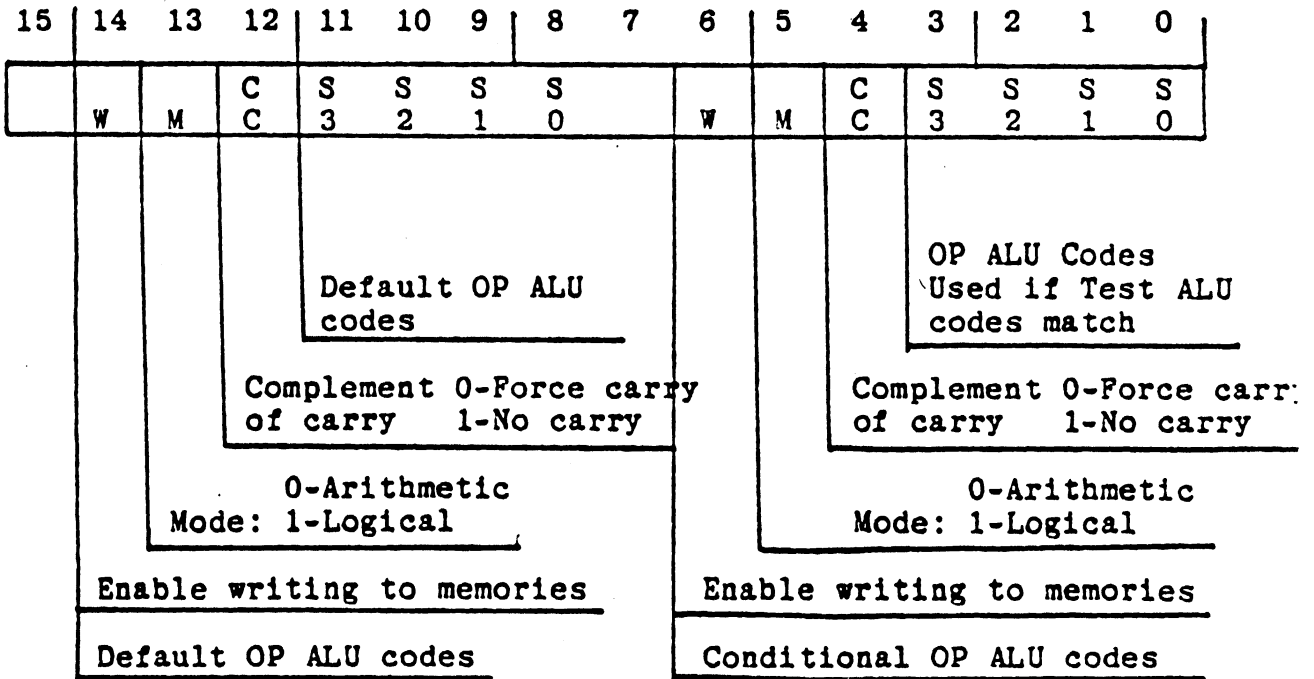 15 14 13 12 11 10 9 8 7 6 5 4 3 2 1 0
C S S S S C S S S S
W M C 3 2 1 0 W M C 3 2 1 0
OP ALU Codes
Default OP ALU Used if Test ALU
codes codes match
Complement 0-Force carry Complement 0-Force carr
of carry 1-No carry of carry 1-No carry
0-Arithmetic 0-Arithmetic
Mode: 1-Logical Mode: 1-Logical
Enable writing to memories Enable writing to memories
Default OP ALU codes Conditional OP ALU codes